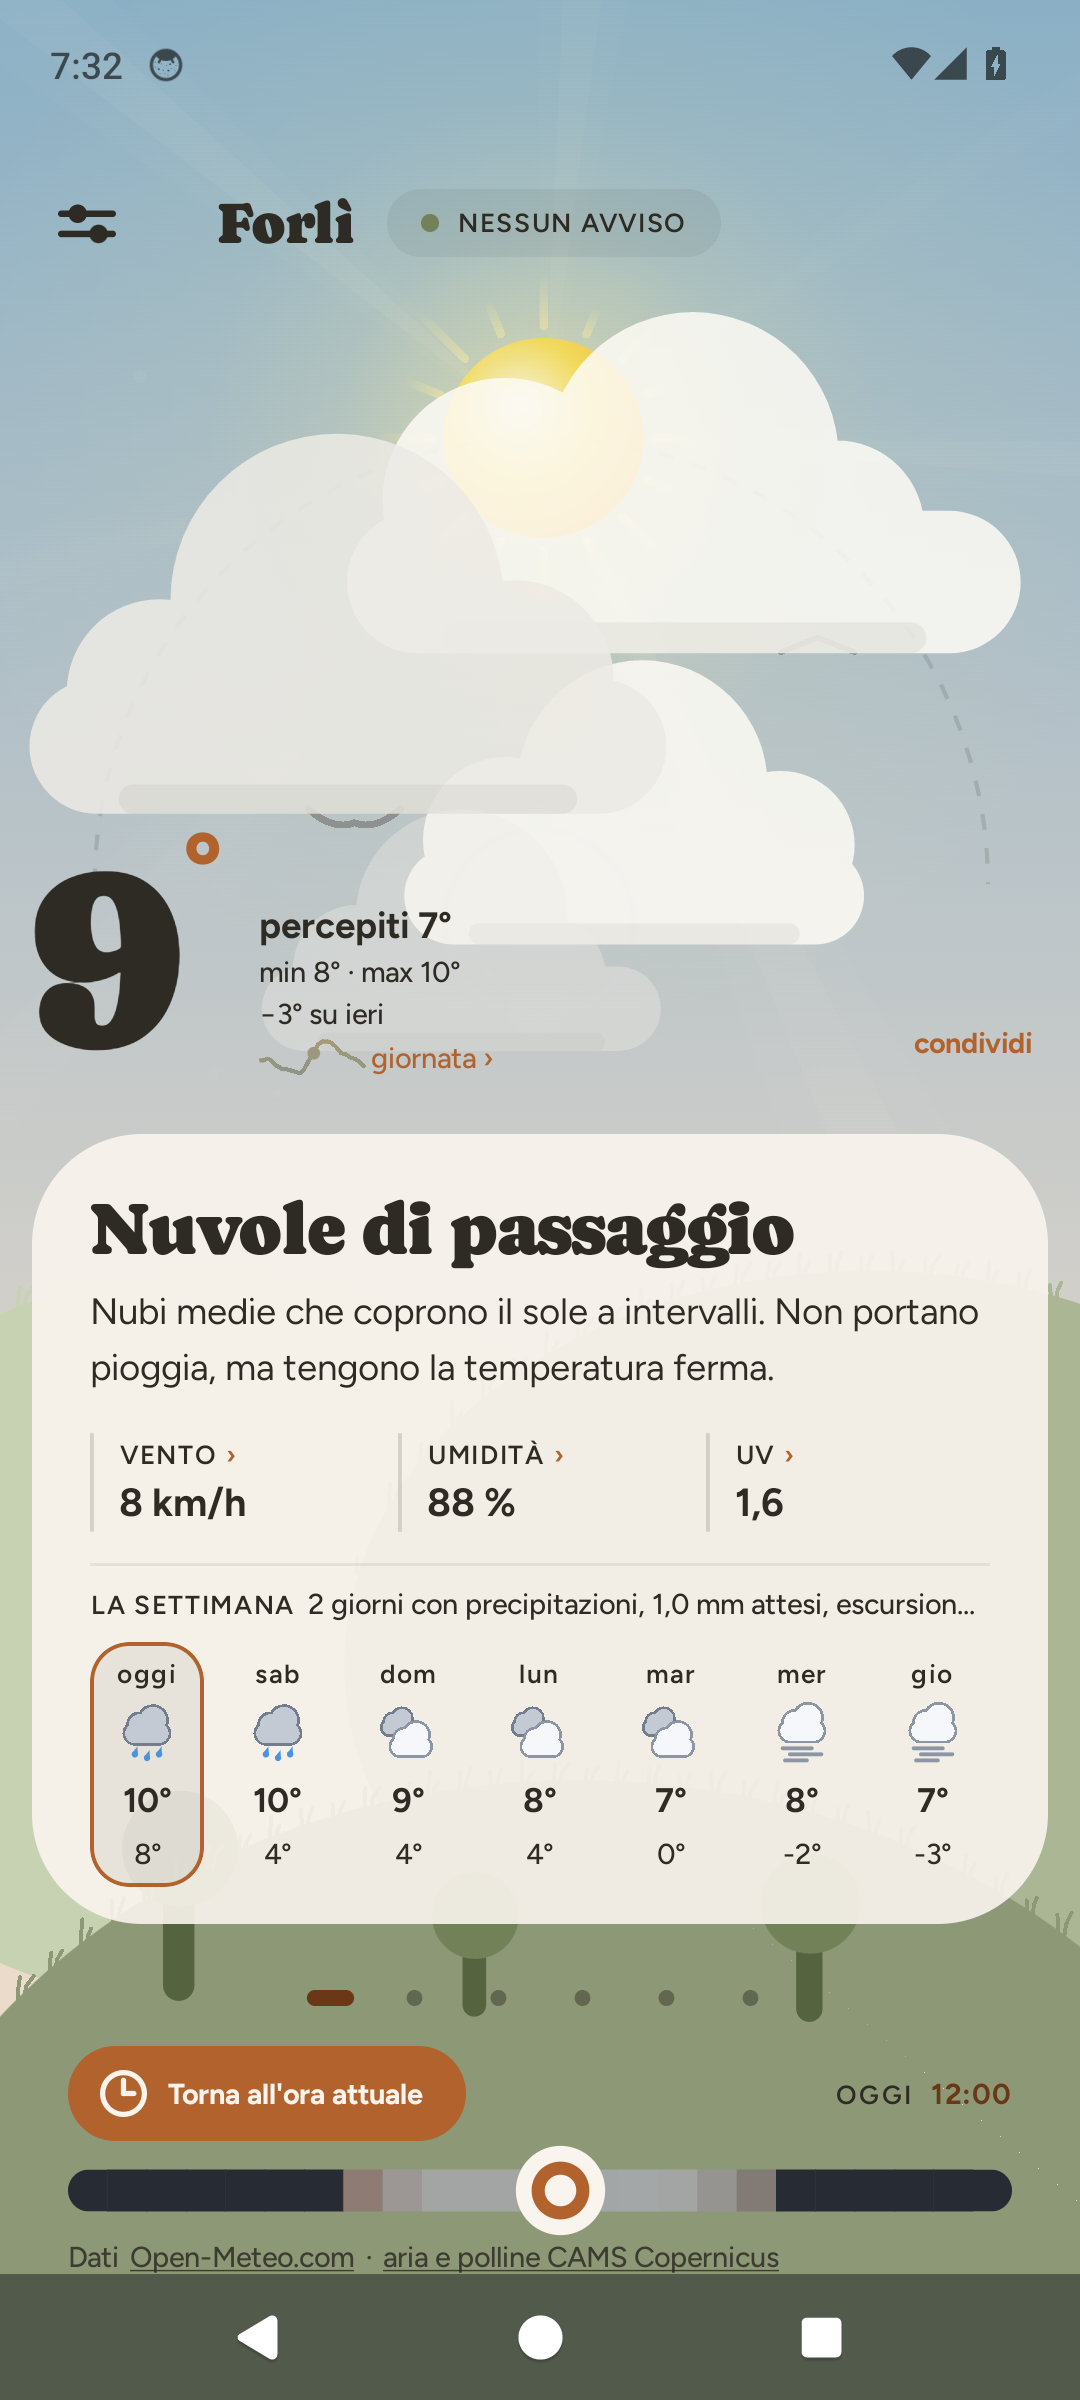 7:32
Forlì NESSUN AVVISO
9°
percepiti 7°
min 8° · max 10°
−3° su ieri
giornata ›
condividi
Nuvole di passaggio
Nubi medie che coprono il sole a intervalli. Non portano
pioggia, ma tengono la temperatura ferma.
VENTO › UMIDITÀ › UV ›
8 km/h 88 % 1,6
LA SETTIMANA 2 giorni con precipitazioni, 1,0 mm attesi, escursion...
oggi sab dom lun mar mer gio
10° 10° 9° 8° 7° 8° 7°
8° 4° 4° 4° 0° -2° -3°
Torna all'ora attuale OGGI 12:00
Dati Open-Meteo.com · aria e polline CAMS Copernicus